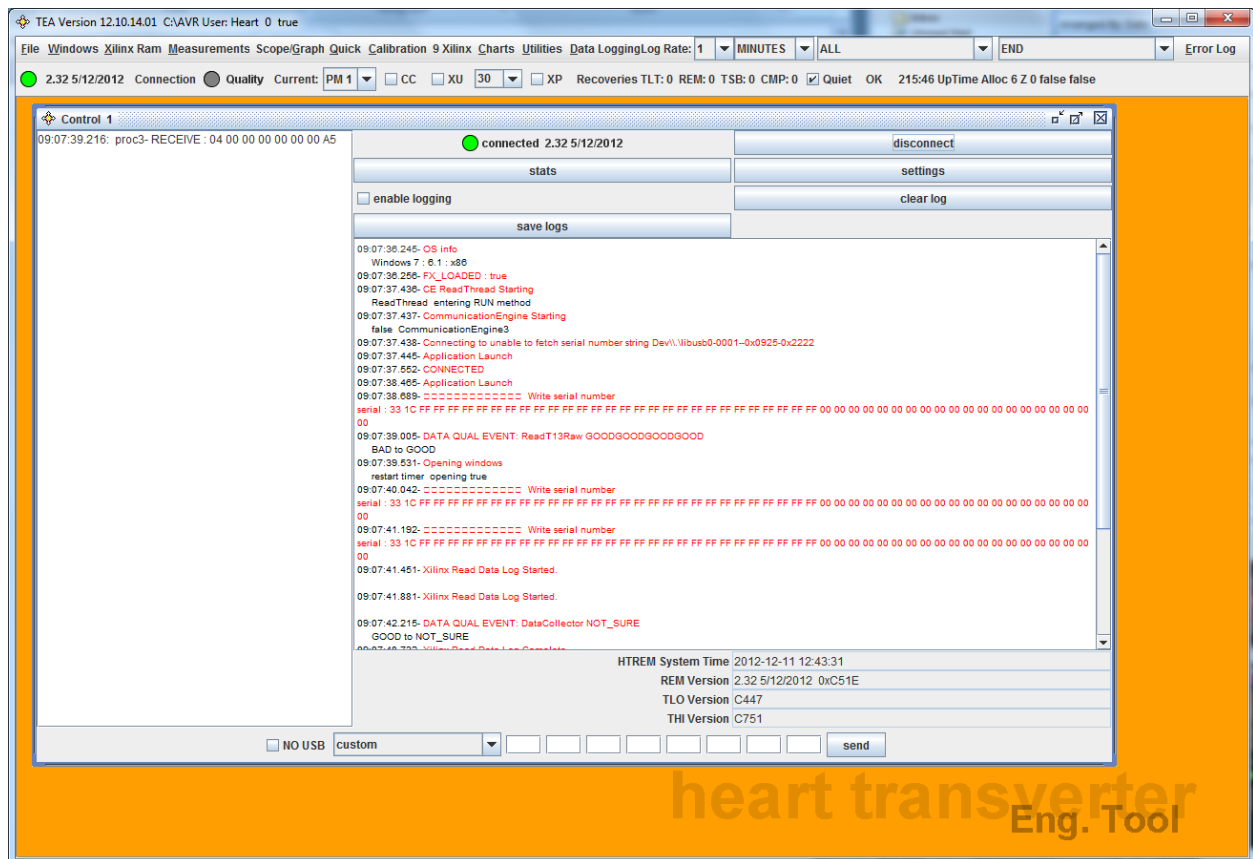 TEA Version 12.10.14.01 C:\AVR User: Heart 0 true
File Windows Xilinx Ram Measurements Scope/Graph Quick Calibration 9 Xilinx Charts Utilities Data Logging Log Rate: 1 MINUTES ALL END Error Log
2.32 5/12/2012 Connection Quality Current: PM 1 CC XU 30 XP Recoveries TLT: 0 REM: 0 TSB: 0 CMP: 0 Quiet OK 215:46 UpTime Alloc 6 Z 0 false false
Control 1
09:07:39.216: proc3- RECEIVE : 04 00 00 00 00 00 00 00 A5
connected 2.32 5/12/2012 disconnect
stats settings
enable logging clear log
save logs
09:07:36.245- OS info
Windows 7 : 6.1 : x86
09:07:36.256- FX_LOADED : true
09:07:37.436- CE ReadThread Starting
ReadThread entering RUN method
09:07:37.437- CommunicationEngine Starting
false CommunicationEngine3
09:07:37.438- Connecting to unable to fetch serial number string Dev\\.\libusb0-0001--0x0925-0x2222
09:07:37.445- Application Launch
09:07:37.552- CONNECTED
09:07:38.465- Application Launch
09:07:38.689- ============= Write serial number
serial : 33 1C FF FF FF FF FF FF FF FF FF FF FF FF FF FF FF FF FF FF FF FF FF FF FF FF FF FF FF FF 00 00 00 00 00 00 00 00 00 00 00 00 00 00 00 00 00 00 00
00
09:07:39.005- DATA QUAL EVENT: ReadT13Raw GOODGOODGOODGOOD
BAD to GOOD
09:07:39.531- Opening windows
restart timer opening true
09:07:40.042- ============= Write serial number
serial : 33 1C FF FF FF FF FF FF FF FF FF FF FF FF FF FF FF FF FF FF FF FF FF FF FF FF FF FF FF FF 00 00 00 00 00 00 00 00 00 00 00 00 00 00 00 00 00 00 00
00
09:07:41.192- ============= Write serial number
serial : 33 1C FF FF FF FF FF FF FF FF FF FF FF FF FF FF FF FF FF FF FF FF FF FF FF FF FF FF FF FF 00 00 00 00 00 00 00 00 00 00 00 00 00 00 00 00 00 00 00
00
09:07:41.451- Xilinx Read Data Log Started.
09:07:41.881- Xilinx Read Data Log Started.
09:07:42.215- DATA QUAL EVENT: DataCollector NOT_SURE
GOOD to NOT_SURE
HTREM System Time 2012-12-11 12:43:31
REM Version 2.32 5/12/2012 0xC51E
TLO Version C447
THI Version C751
NO USB custom send
heart transverter
Eng. Tool